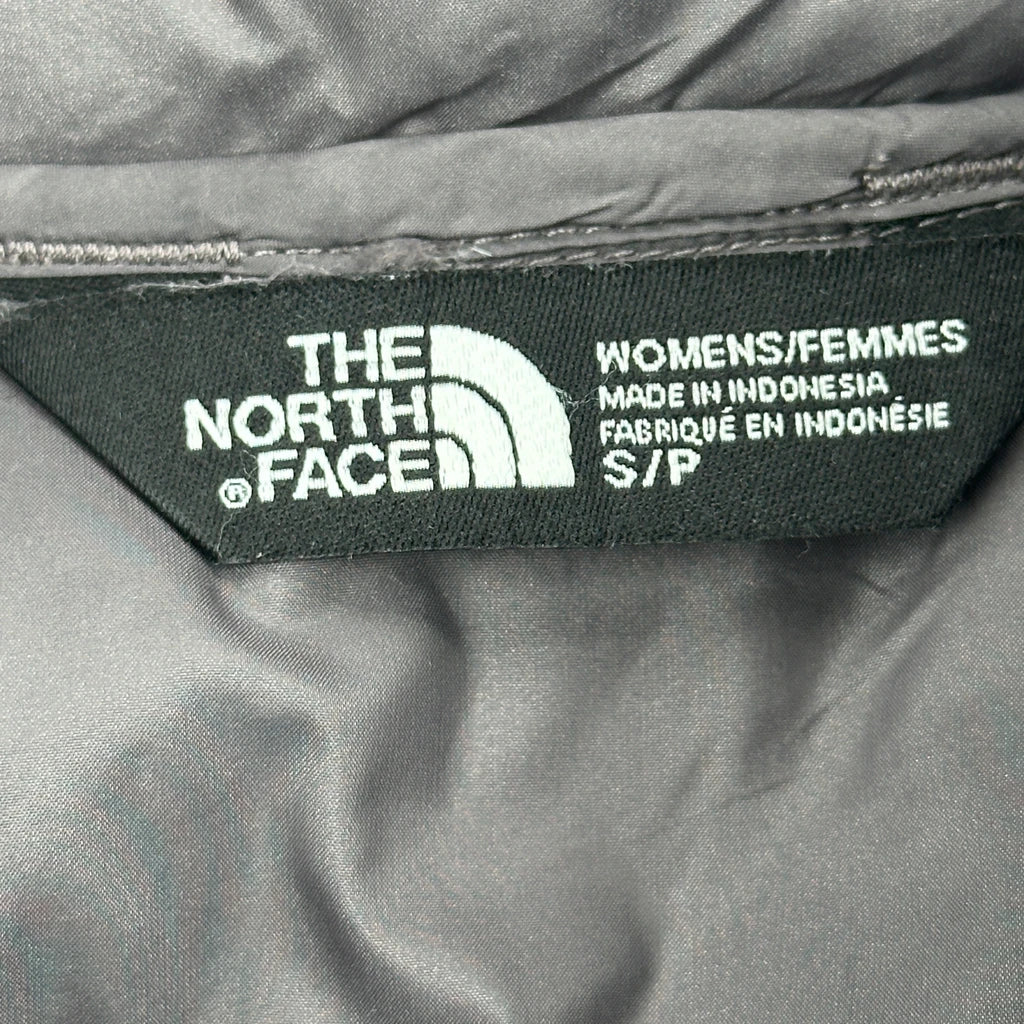 THE
NORTH
®FACE
WOMENS/FEMMES
MADE IN INDONESIA
FABRIQUÉ EN INDONÉSIE
S/P